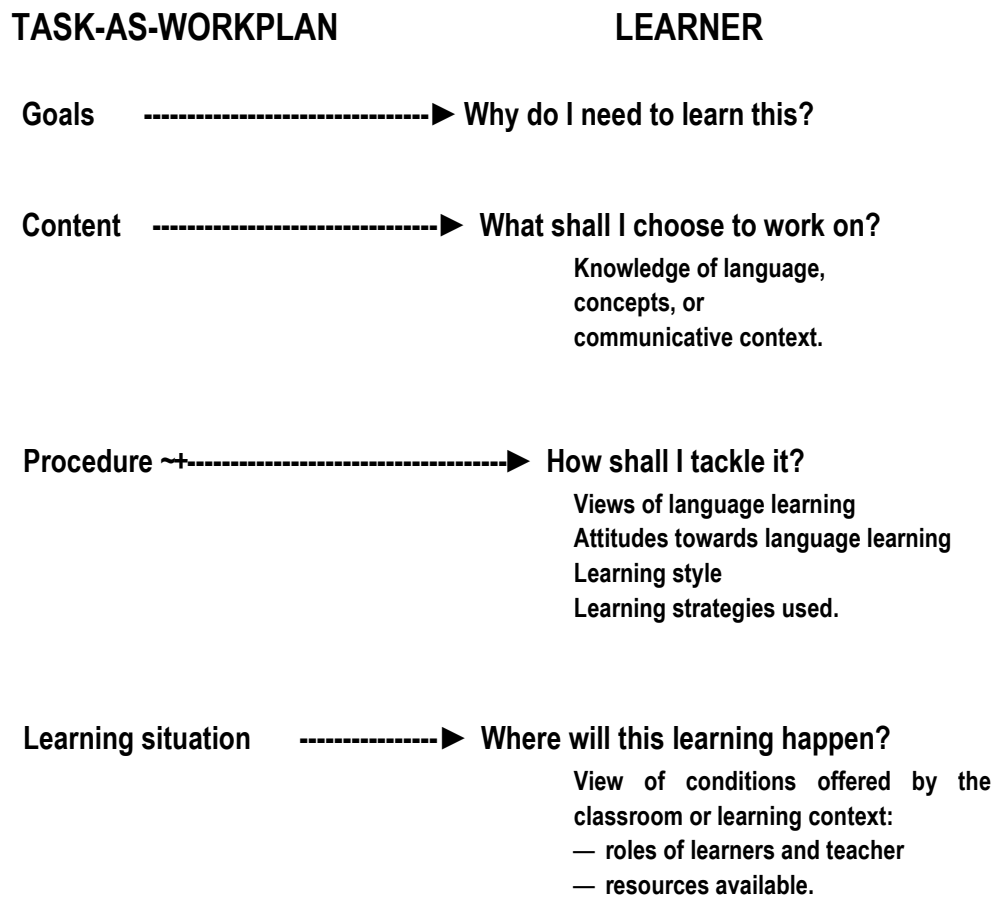 TASK-AS-WORKPLAN LEARNER
Goals ---------------------------------► Why do I need to learn this?
Content ---------------------------------► What shall I choose to work on?
Knowledge of language,
concepts, or
communicative context.
Procedure ~+-------------------------------------► How shall I tackle it?
Views of language learning
Attitudes towards language learning
Learning style
Learning strategies used.
Learning situation ----------------► Where will this learning happen?
View of conditions offered by the
classroom or learning context:
— roles of learners and teacher
— resources available.